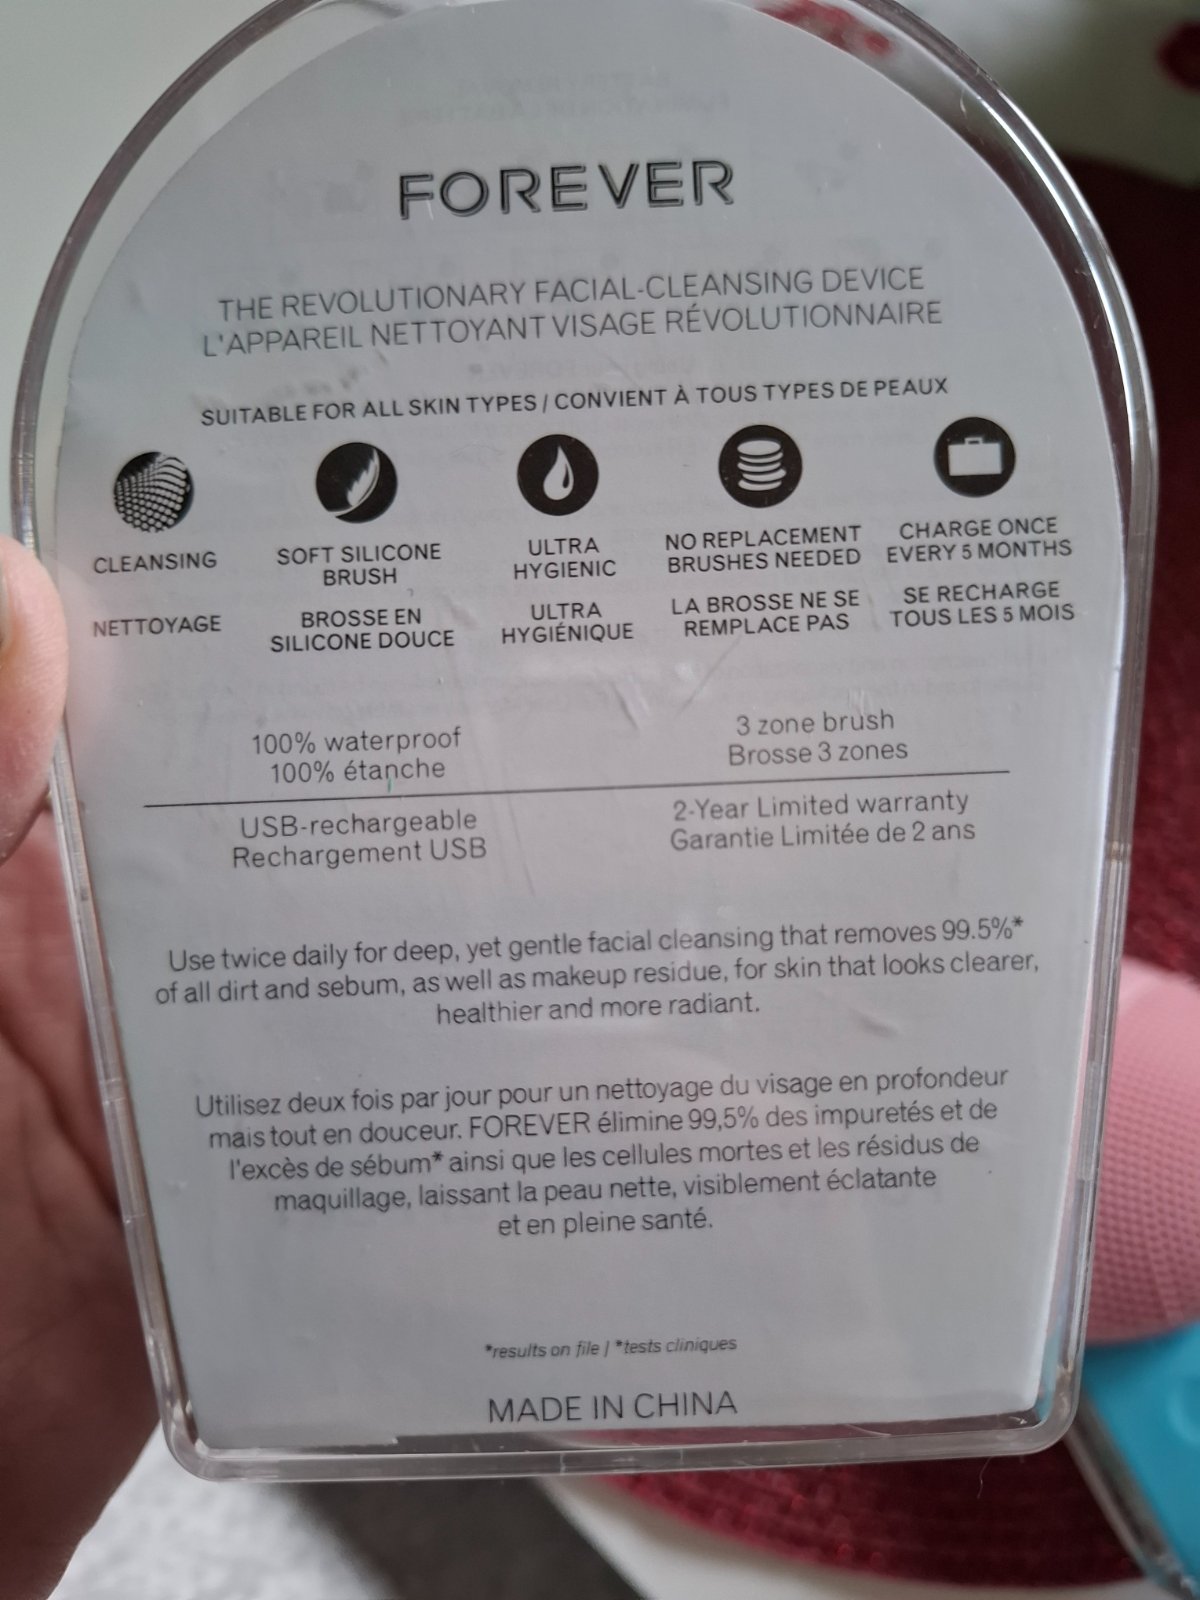 FOREVER
THE REVOLUTIONARY FACIAL-CLEANSING DEVICE
L'APPAREIL NETTOYANT VISAGE RÉVOLUTIONNAIRE
SUITABLE FOR ALL SKIN TYPES / CONVIENT À TOUS TYPES DE PEAUX
CLEANSING
NETTOYAGE
SOFT SILICONE
BRUSH
BROSSE EN
SILICONE DOUCE
ULTRA
HYGIENIC
ULTRA
HYGIÉNIQUE
NO REPLACEMENT
BRUSHES NEEDED
LA BROSSE NE SE
REMPLACE PAS
CHARGE ONCE
EVERY 5 MONTHS
SE RECHARGE
TOUS LES 5 MOIS
100% waterproof
100% étanche
3 zone brush
Brosse 3 zones
USB-rechargeable
Rechargement USB
2-Year Limited warranty
Garantie Limitée de 2 ans
Use twice daily for deep, yet gentle facial cleansing that removes 99.5%*
of all dirt and sebum, as well as makeup residue, for skin that looks clearer,
healthier and more radiant.
Utilisez deux fois par jour pour un nettoyage du visage en profondeur
mais tout en douceur. FOREVER élimine 99,5% des impuretés et de
l'excès de sébum* ainsi que les cellules mortes et les résidus de
maquillage, laissant la peau nette, visiblement éclatante
et en pleine santé.
*results on file | *tests cliniques
MADE IN CHINA